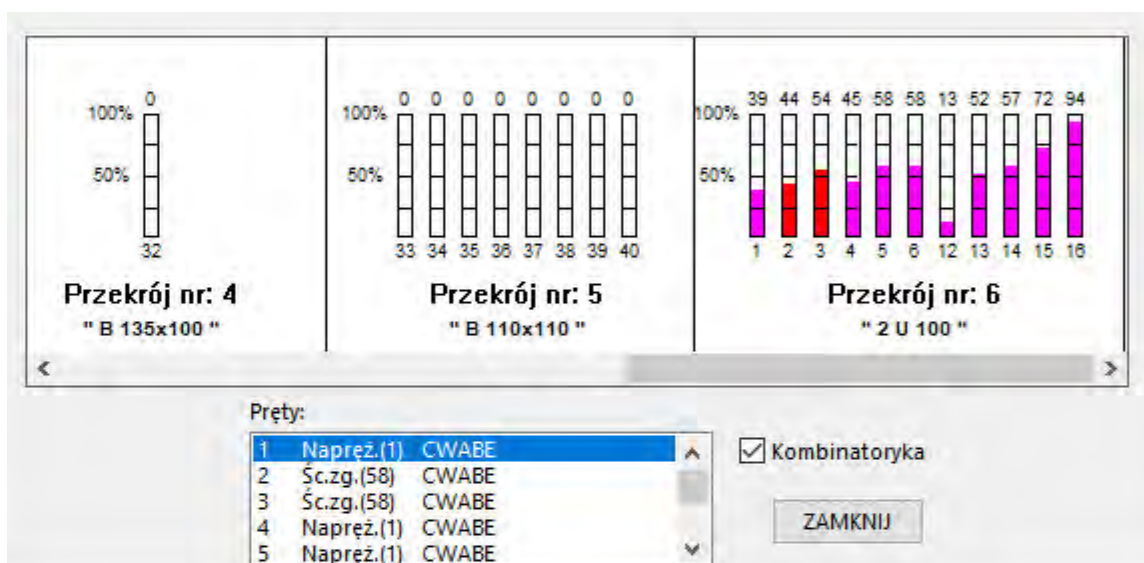 0
100%
50%
32
Przekrój nr: 4
" B 135x100 "
0 0 0 0 0 0 0 0
100%
50%
33 34 35 36 37 38 39 40
Przekrój nr: 5
" B 110x110 "
39 44 54 45 58 58 13 52 57 72 94
100%
50%
1 2 3 4 5 6 12 13 14 15 16
Przekrój nr: 6
" 2 U 100 "
Pręty:
1 Napręż.(1) CWABE
2 Śc.zg.(58) CWABE
3 Śc.zg.(58) CWABE
4 Napręż.(1) CWABE
5 Napręż.(1) CWABE
Kombinatoryka
ZAMKNIJ